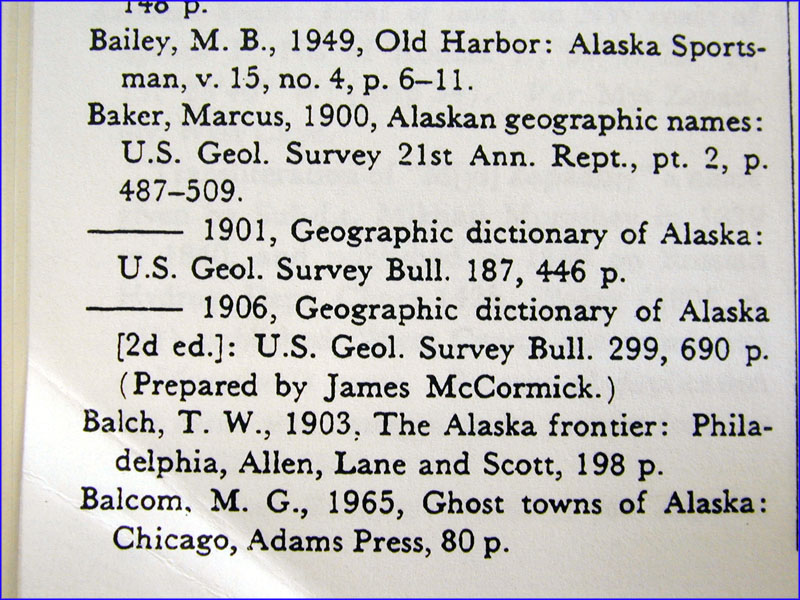 148 p.
Bailey, M. B., 1949, Old Harbor: Alaska Sports-
man, v. 15, no. 4, p. 6–11.
Baker, Marcus, 1900, Alaskan geographic names:
U.S. Geol. Survey 21st Ann. Rept., pt. 2, p.
487–509.
——— 1901, Geographic dictionary of Alaska:
U.S. Geol. Survey Bull. 187, 446 p.
——— 1906, Geographic dictionary of Alaska
[2d ed.]: U.S. Geol. Survey Bull. 299, 690 p.
(Prepared by James McCormick.)
Balch, T. W., 1903, The Alaska frontier: Phila-
delphia, Allen, Lane and Scott, 198 p.
Balcom, M. G., 1965, Ghost towns of Alaska:
Chicago, Adams Press, 80 p.